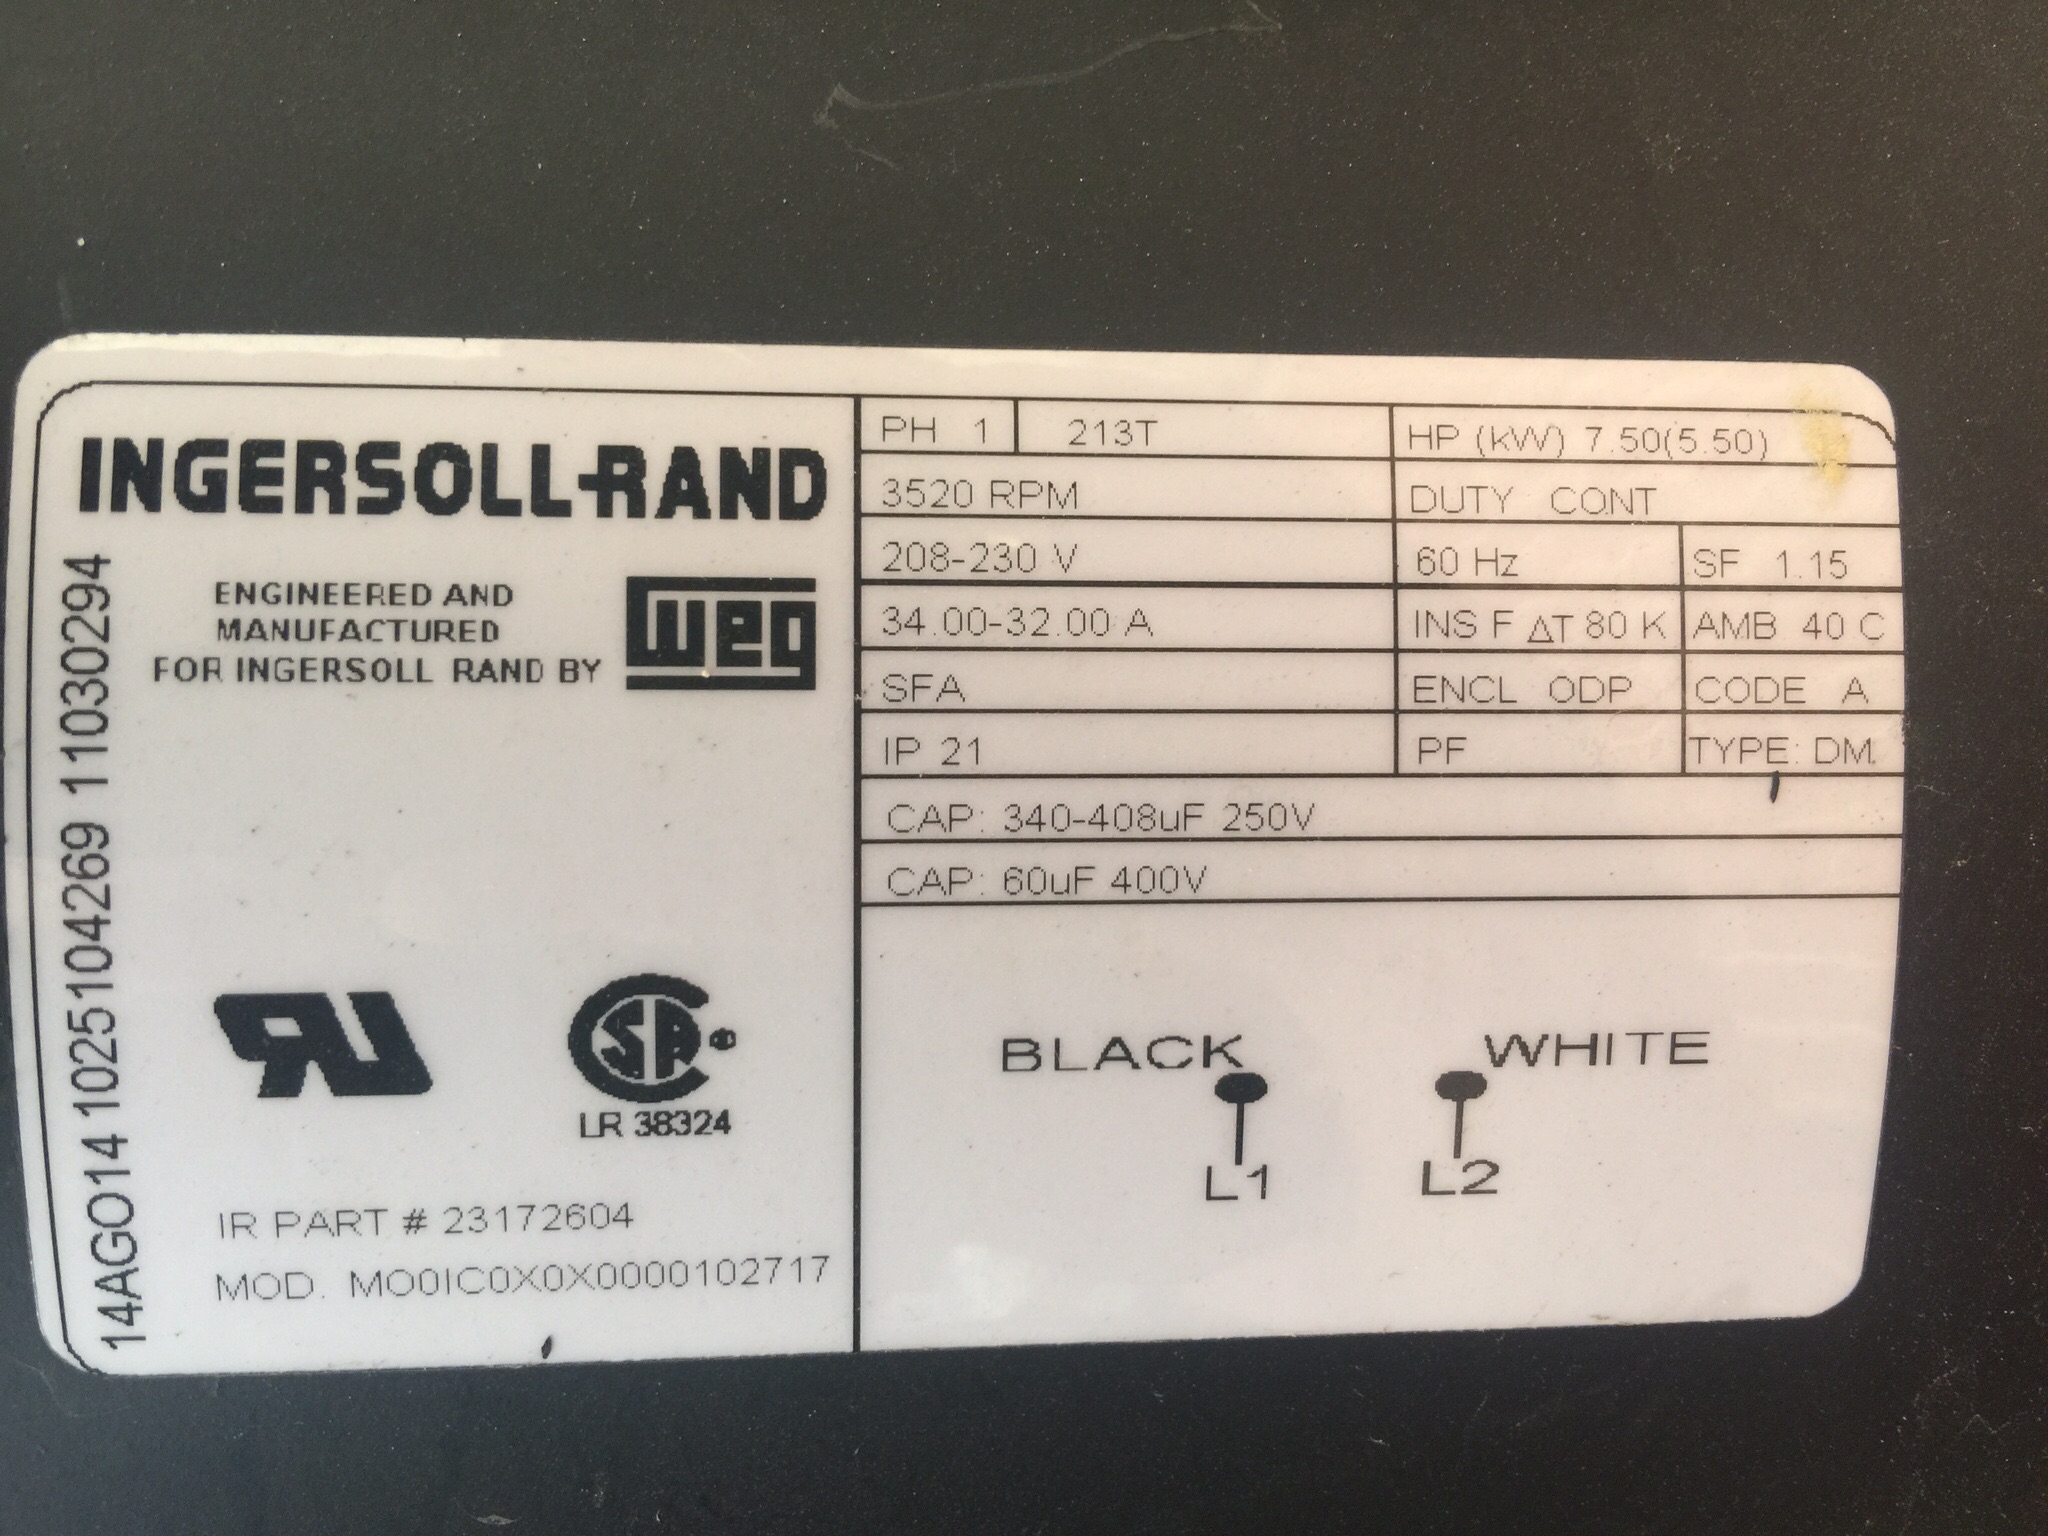 INGERSOLL-RAND
ENGINEERED AND
MANUFACTURED
FOR INGERSOLL RAND BY
weg
14AGO14 1025104269 11030294
LR 38324
IR PART # 23172604
MOD. MO0IC0X0X0000102717
PH 1 213T HP (kW) 7.50(5.50)
3520 RPM DUTY CONT
208-230 V 60 Hz SF 1.15
34.00-32.00 A INS F ΔT 80 K AMB 40 C
SFA ENCL ODP CODE A
IP 21 PF TYPE: DM.
CAP: 340-408uF 250V
CAP: 60uF 400V
BLACK WHITE
L1 L2